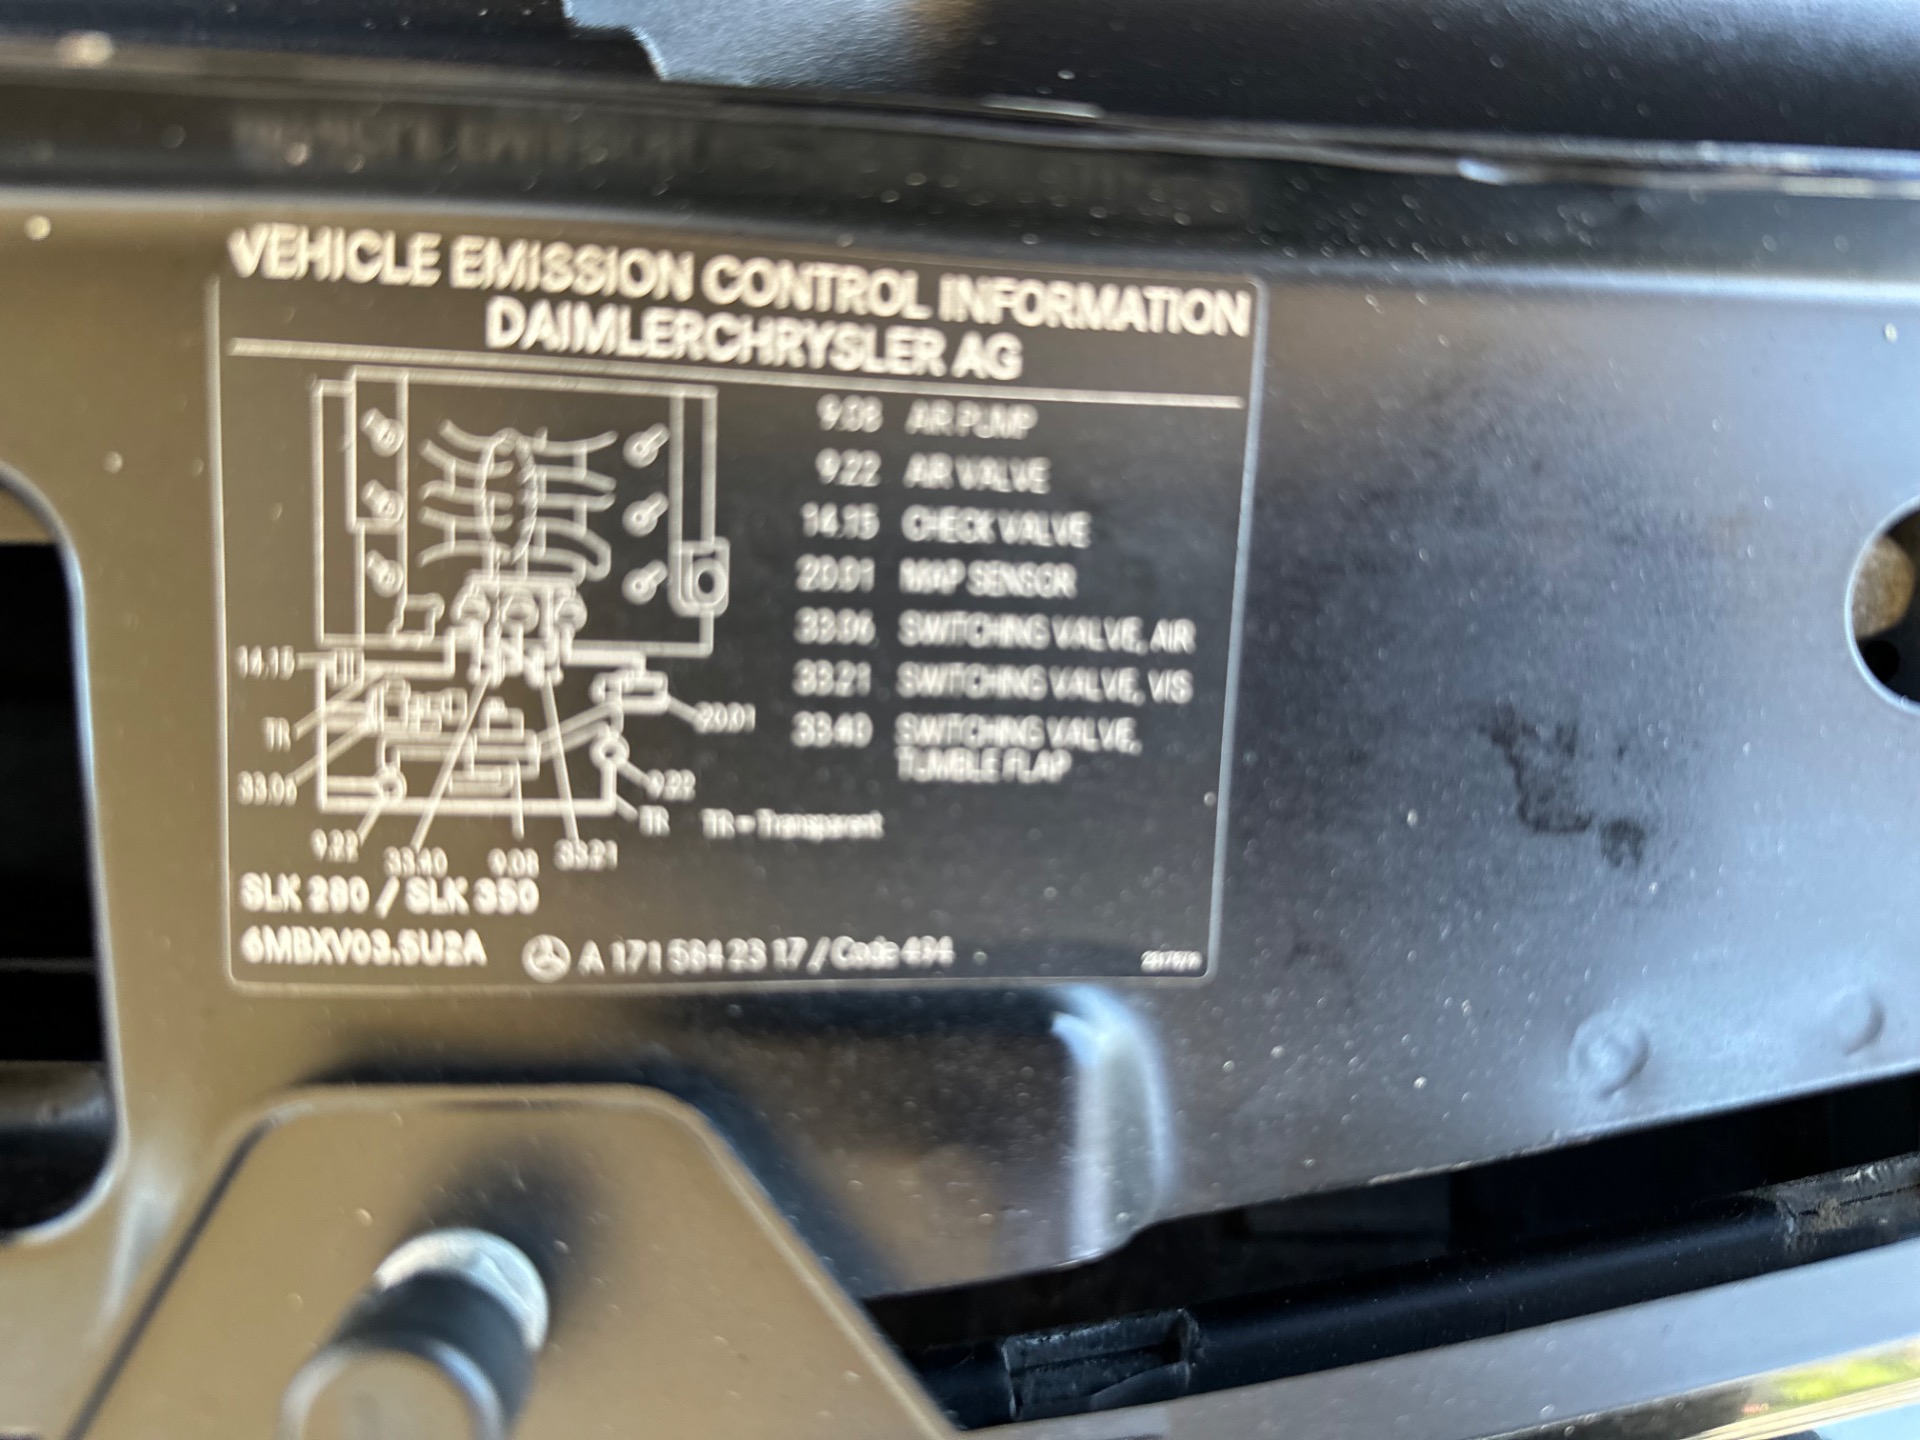 VEHICLE EMISSION CONTROL INFORMATION
DAIMLERCHRYSLER AG
9.08 AIR PUMP
9.22 AIR VALVE
14.15 CHECK VALVE
20.01 MAP SENSOR
33.06 SWITCHING VALVE, AIR
33.21 SWITCHING VALVE, VIS
33.40 SWITCHING VALVE,
TUMBLE FLAP
14.15
TR
20.01
33.06
9.22
TR TR = Transparent
9.22 33.40 9.08 33.21
SLK 280 / SLK 350
6MBXV03.5U2A A 171 584 23 17 / Code 494